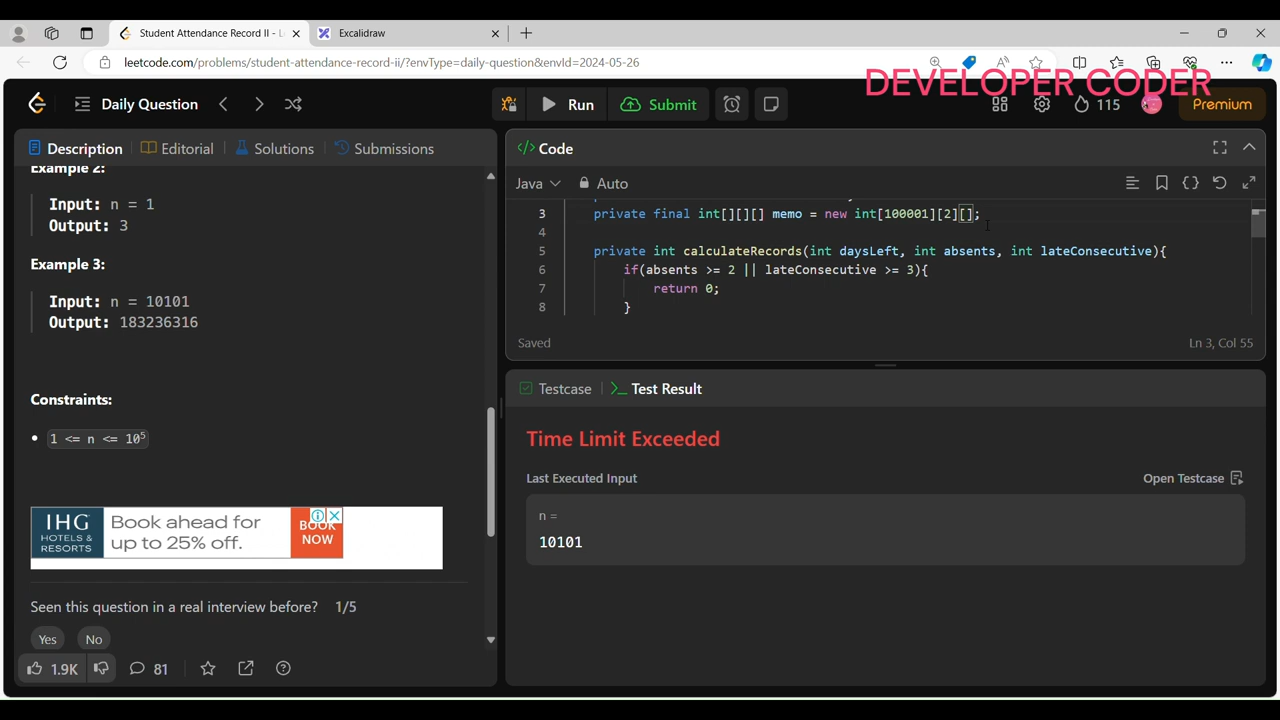 Student Attendance Record II - L
Excalidraw
leetcode.com/problems/student-attendance-record-ii/?envType=daily-question&envId=2024-05-26
DEVELOPER CODER
Daily Question
Run
Submit
115
Premium
Description
Editorial
Solutions
Submissions
Example 2:
Input: n = 1
Output: 3
Example 3:
Input: n = 10101
Output: 183236316
Constraints:
1 <= n <= 10⁵
IHG
HOTELS &
RESORTS
Book ahead for
up to 25% off.
BOOK
NOW
Seen this question in a real interview before? 1/5
Yes
No
1.9K
81
</> Code
Java
Auto
3 private final int[][][] memo = new int[100001][2][];
4
5 private int calculateRecords(int daysLeft, int absents, int lateConsecutive){
6 if(absents >= 2 || lateConsecutive >= 3){
7 return 0;
8 }
Saved
Ln 3, Col 55
Testcase
Test Result
Time Limit Exceeded
Last Executed Input
Open Testcase
n =
10101